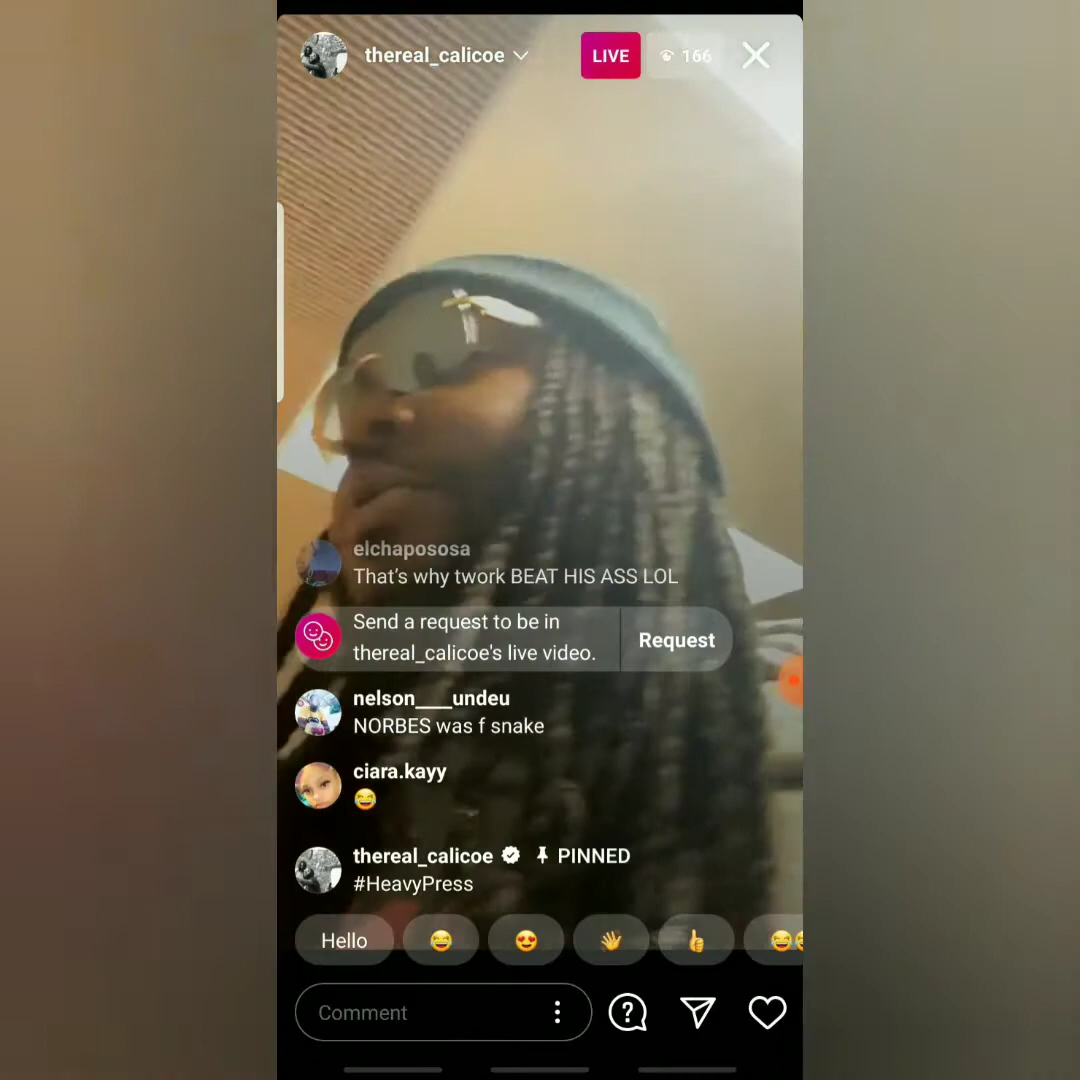 thereal_calicoe
LIVE
166
elchapososa
That's why twork BEAT HIS ASS LOL
Send a request to be in
thereal_calicoe's live video.
Request
nelson____undeu
NORBES was f snake
ciara.kayy
😂
thereal_calicoe PINNED
#HeavyPress
Hello 😂 😍 👋 👍 😂
Comment